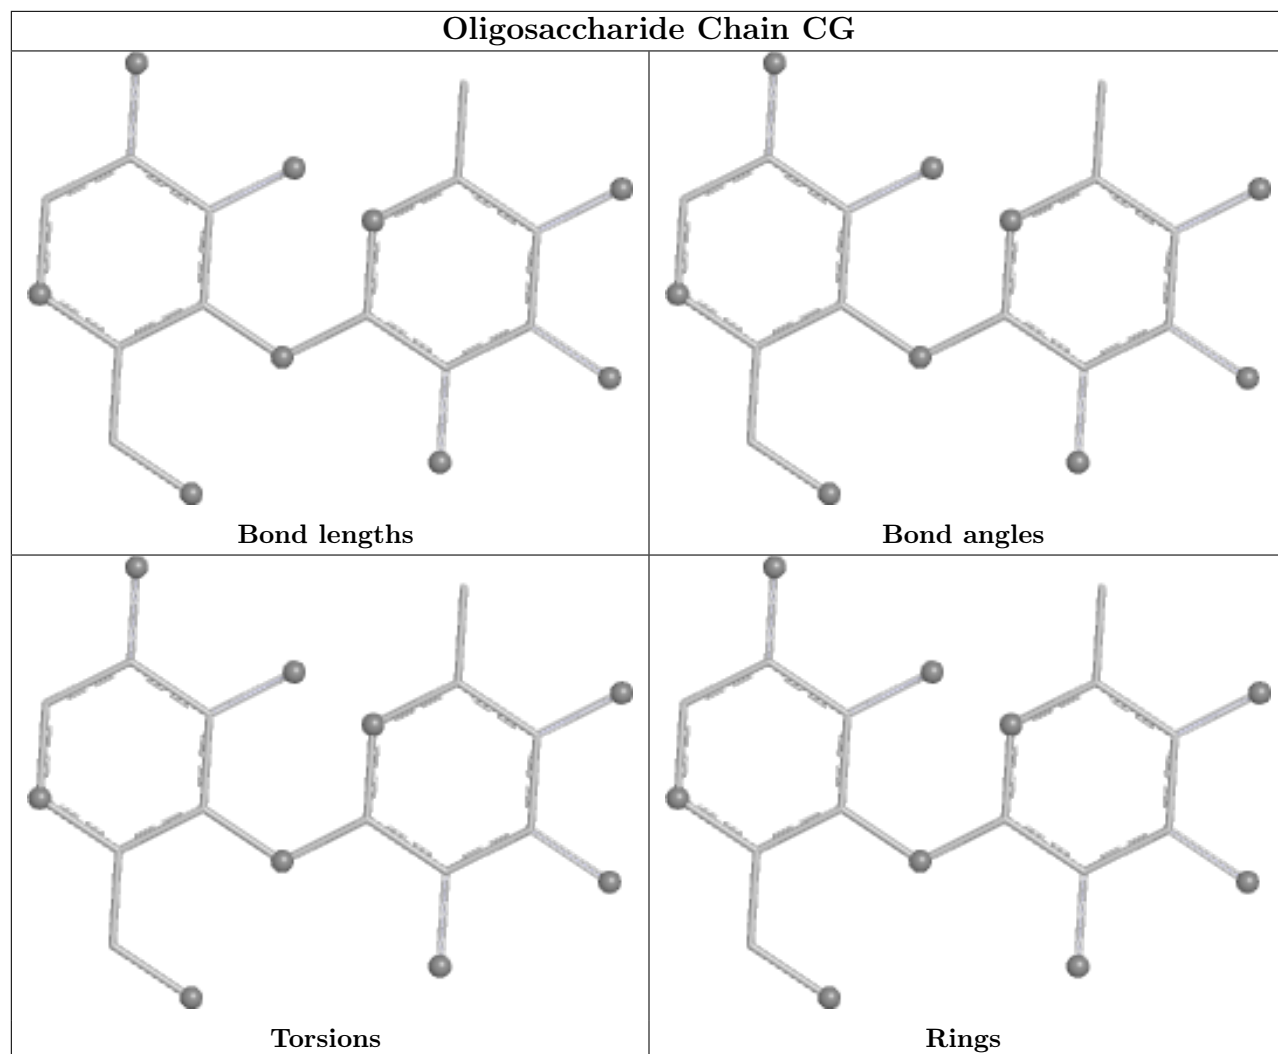 Oligosaccharide Chain CG
Bond lengths
Bond angles
Torsions
Rings